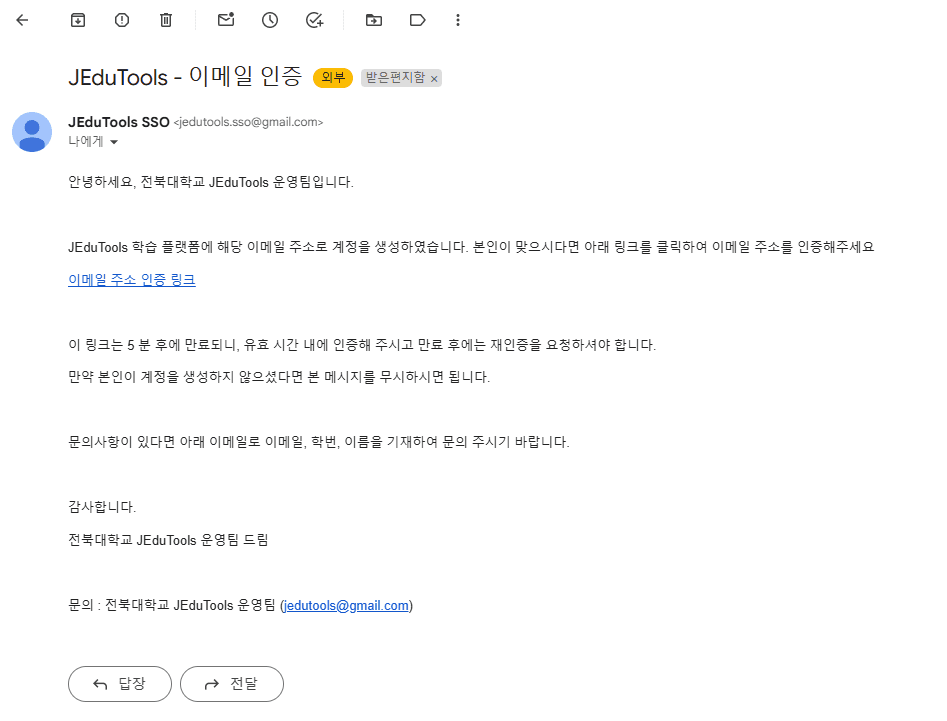 JEduTools - 이메일 인증 외부 받은편지함 ×
JEduTools SSO <jedutools.sso@gmail.com>
나에게
안녕하세요, 전북대학교 JEduTools 운영팀입니다.
JEduTools 학습 플랫폼에 해당 이메일 주소로 계정을 생성하였습니다. 본인이 맞으시다면 아래 링크를 클릭하여 이메일 주소를 인증해주세요
이메일 주소 인증 링크
이 링크는 5 분 후에 만료되니, 유효 시간 내에 인증해 주시고 만료 후에는 재인증을 요청하셔야 합니다.
만약 본인이 계정을 생성하지 않으셨다면 본 메시지를 무시하시면 됩니다.
문의사항이 있다면 아래 이메일로 이메일, 학번, 이름을 기재하여 문의 주시기 바랍니다.
감사합니다.
전북대학교 JEduTools 운영팀 드림
문의 : 전북대학교 JEduTools 운영팀 (jedutools@gmail.com)
답장 전달